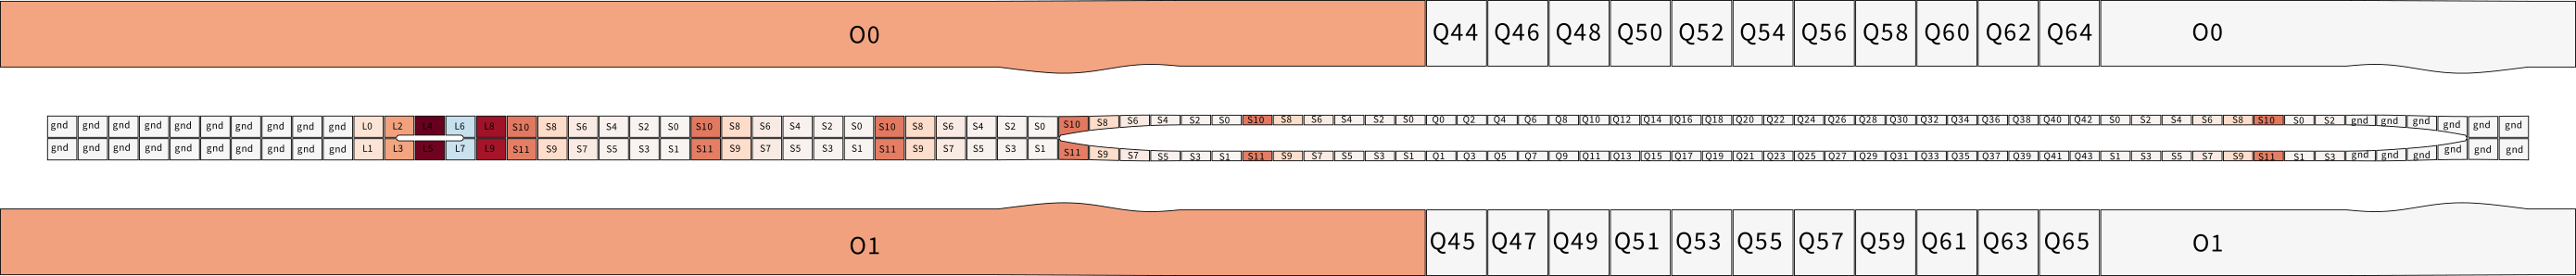 O0 Q44 Q46 Q48 Q50 Q52 Q54 Q56 Q58 Q60 Q62 Q64 O0
gnd gnd gnd gnd gnd gnd gnd gnd gnd gnd L0 L2 L4 L6 L8 S10 S8 S6 S4 S2 S0 S10 S8 S6 S4 S2 S0 S10 S8 S6 S4 S2 S0 S10 S8 S6 S4 S2 S0 S10 S8 S6 S4 S2 S0 Q0 Q2 Q4 Q6 Q8 Q10 Q12 Q14 Q16 Q18 Q20 Q22 Q24 Q26 Q28 Q30 Q32 Q34 Q36 Q38 Q40 Q42 S0 S2 S4 S6 S8 S10 S0 S2 gnd gnd gnd gnd gnd gnd
gnd gnd gnd gnd gnd gnd gnd gnd gnd gnd L1 L3 L5 L7 L9 S11 S9 S7 S5 S3 S1 S11 S9 S7 S5 S3 S1 S11 S9 S7 S5 S3 S1 S11 S9 S7 S5 S3 S1 S11 S9 S7 S5 S3 S1 Q1 Q3 Q5 Q7 Q9 Q11 Q13 Q15 Q17 Q19 Q21 Q23 Q25 Q27 Q29 Q31 Q33 Q35 Q37 Q39 Q41 Q43 S1 S3 S5 S7 S9 S11 S1 S3 gnd gnd gnd gnd gnd gnd
O1 Q45 Q47 Q49 Q51 Q53 Q55 Q57 Q59 Q61 Q63 Q65 O1